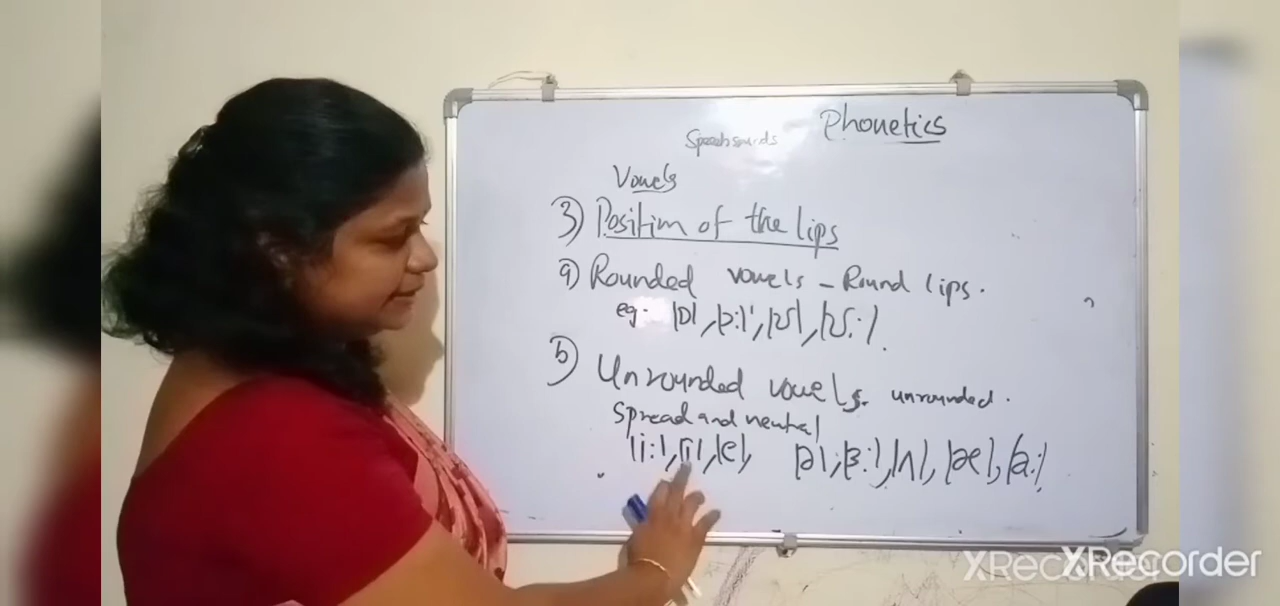 Phonetics
Speech sounds
Vowels
3) Position of the lips
a) Rounded vowels - Round lips.
eg. |ɒ|, |ɔ:|, |ʊ|, |ʊ:|.
b) Unrounded vowels. unrounded.
Spread and neutral
|i:|, |i|, |e|, |ə|, |ɜ:|, |ʌ|, |æ|, |a:|
XRecorder
XRecorder